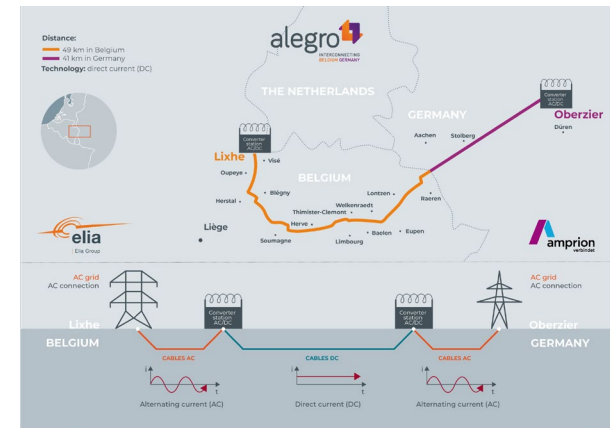 Distance:
49 km in Belgium
41 km in Germany
Technology: direct current (DC)
alegro
INTERCONNECTING
BELGIUM GERMANY
THE NETHERLANDS
GERMANY
Converter
station
AC/DC
Oberzier
Düren
Aachen
Stolberg
Converter
station
AC/DC
Lixhe
Visé
Oupeye
BELGIUM
Blégny
Herstal
Lontzen
Raeren
Welkenraedt
Thimister-Clemont
Herve
Liège
Soumagne
Limbourg
Baelen
Eupen
elia
Elia Group
amprion
verbindet
AC grid
AC connection
AC grid
AC connection
Converter
station
AC/DC
Converter
station
AC/DC
Lixhe
BELGIUM
Oberzier
GERMANY
CABLES AC
CABLES DC
CABLES AC
i
t
i
t
i
t
Alternating current (AC)
Direct current (DC)
Alternating current (AC)